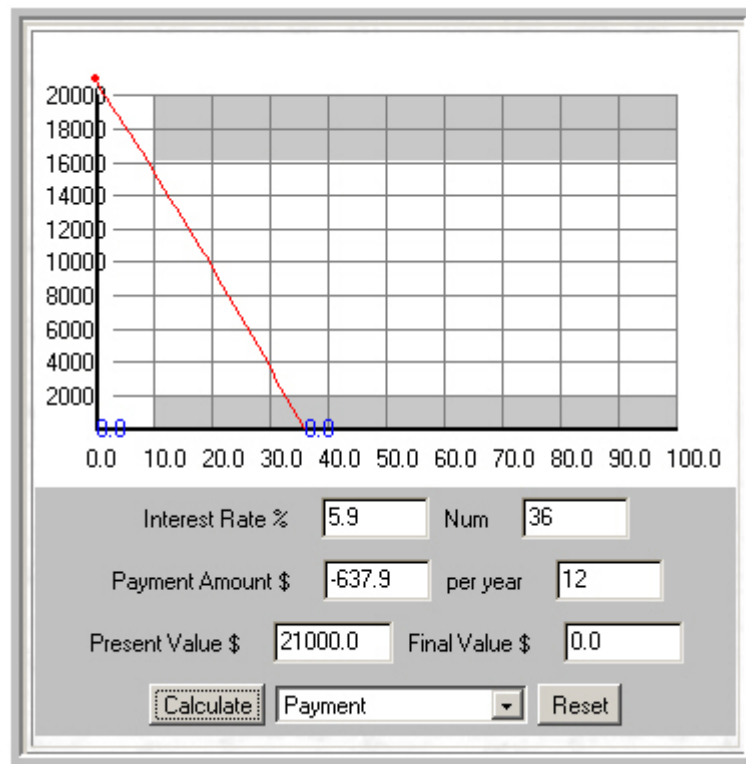 20000
18000
16000
14000
12000
10000
8000
6000
4000
2000
0.0 0.0
0.0 10.0 20.0 30.0 40.0 50.0 60.0 70.0 80.0 90.0 100.0
Interest Rate % 5.9 Num 36
Payment Amount $ -637.9 per year 12
Present Value $ 21000.0 Final Value $ 0.0
Calculate Payment Reset